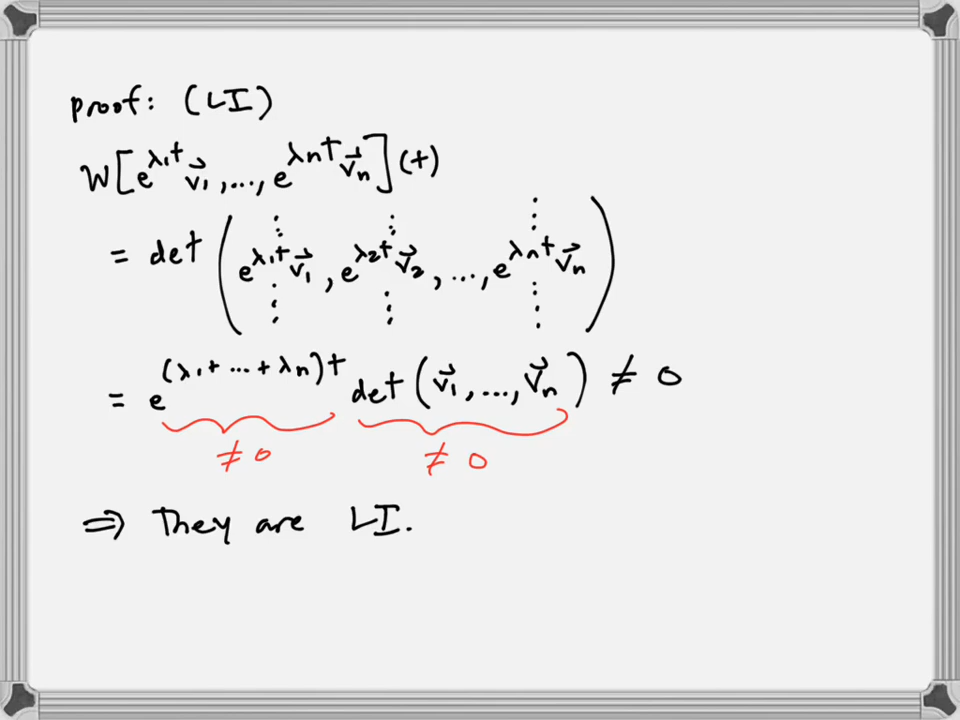 proof: (LI)
W[e^{λ₁t}v⃗₁, ..., e^{λnt}v⃗n](t)
= det (e^{λ₁t}v⃗₁, e^{λ₂t}v⃗₂, ..., e^{λnt}v⃗n)
= e^{(λ₁+...+λn)t} det(v⃗₁, ..., v⃗n) ≠ 0
≠ 0 ≠ 0
⇒ They are LI.